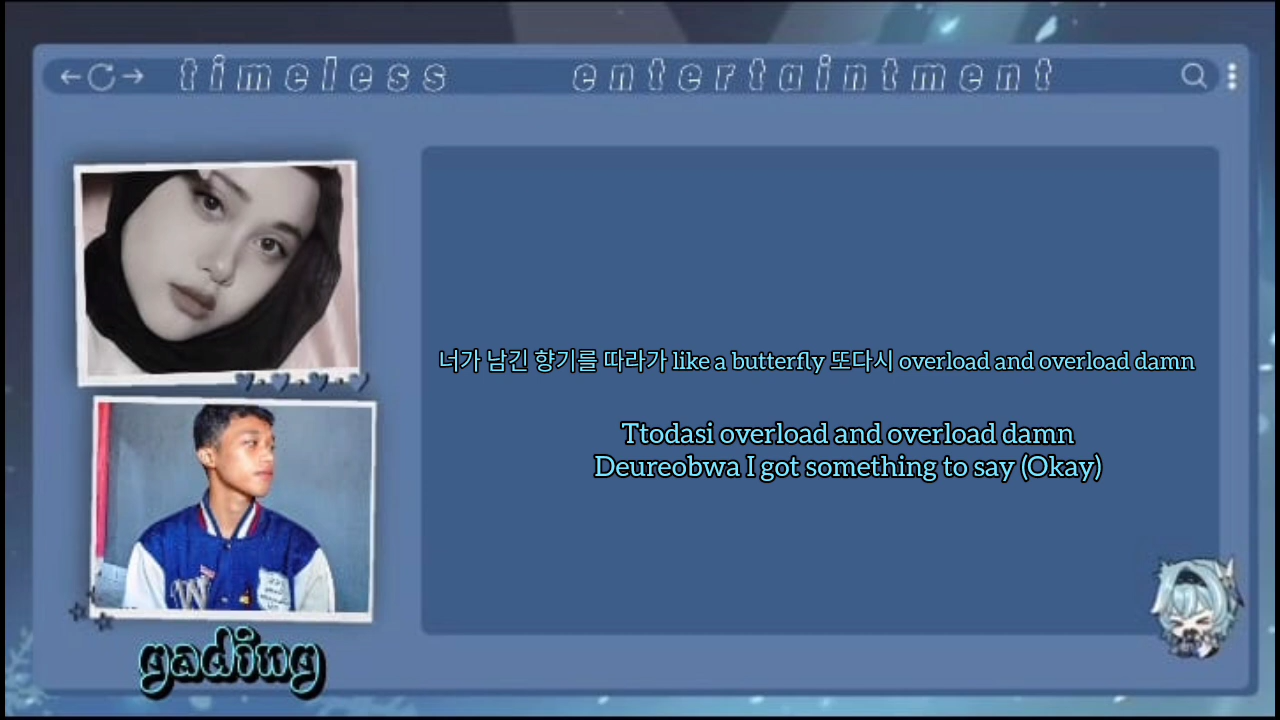 timeless entertaintment
너가 남긴 향기를 따라가 like a butterfly 또다시 overload and overload damn
Ttodasi overload and overload damn
Deureobwa I got something to say (Okay)
W
gading